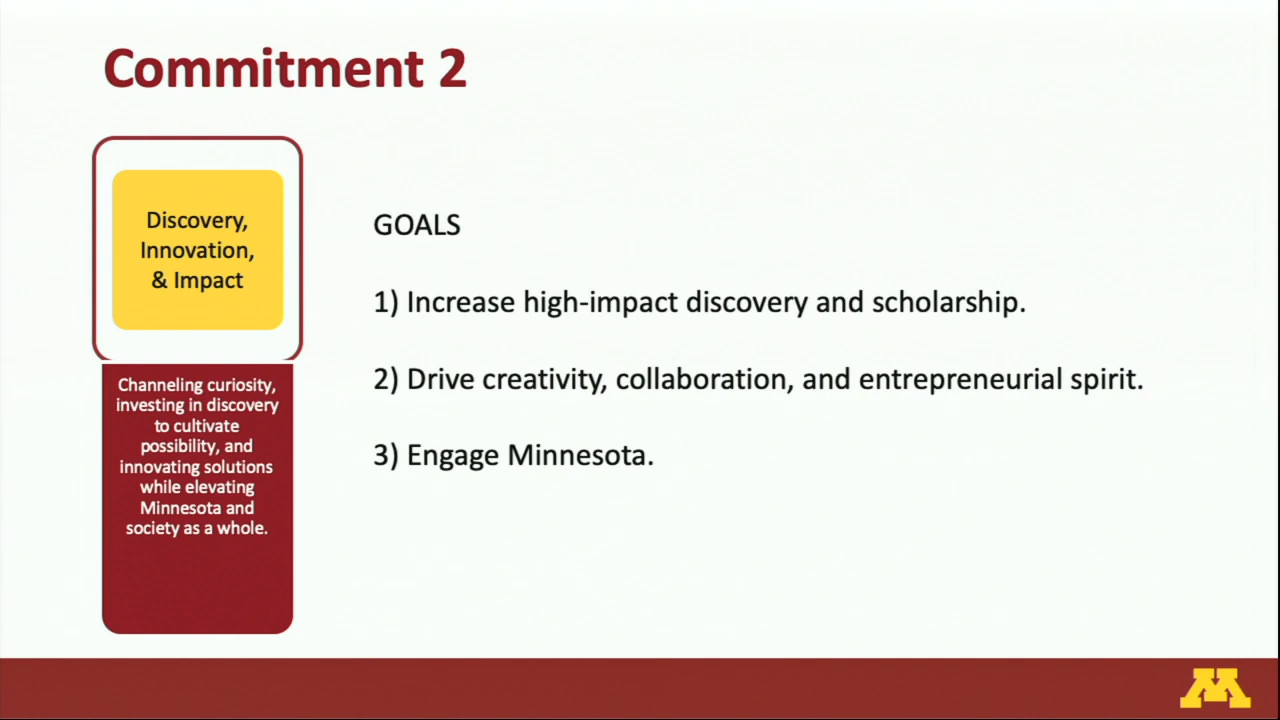 Commitment 2
Discovery,
Innovation,
& Impact
Channeling curiosity,
investing in discovery
to cultivate
possibility, and
innovating solutions
while elevating
Minnesota and
society as a whole.
GOALS
1) Increase high-impact discovery and scholarship.
2) Drive creativity, collaboration, and entrepreneurial spirit.
3) Engage Minnesota.
M